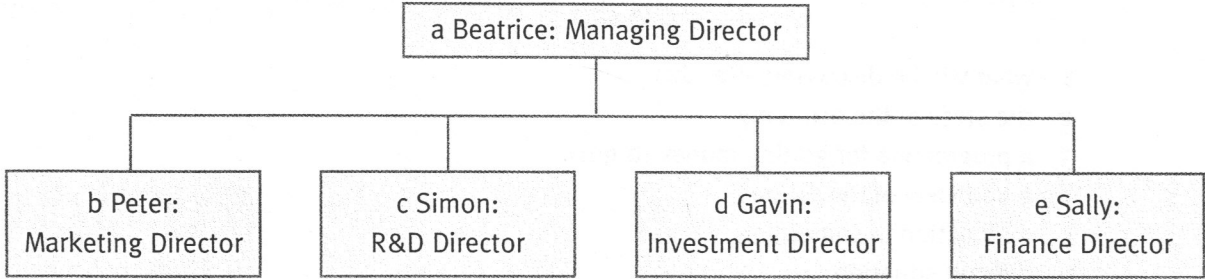 a Beatrice: Managing Director
b Peter:
Marketing Director
c Simon:
R&D Director
d Gavin:
Investment Director
e Sally:
Finance Director